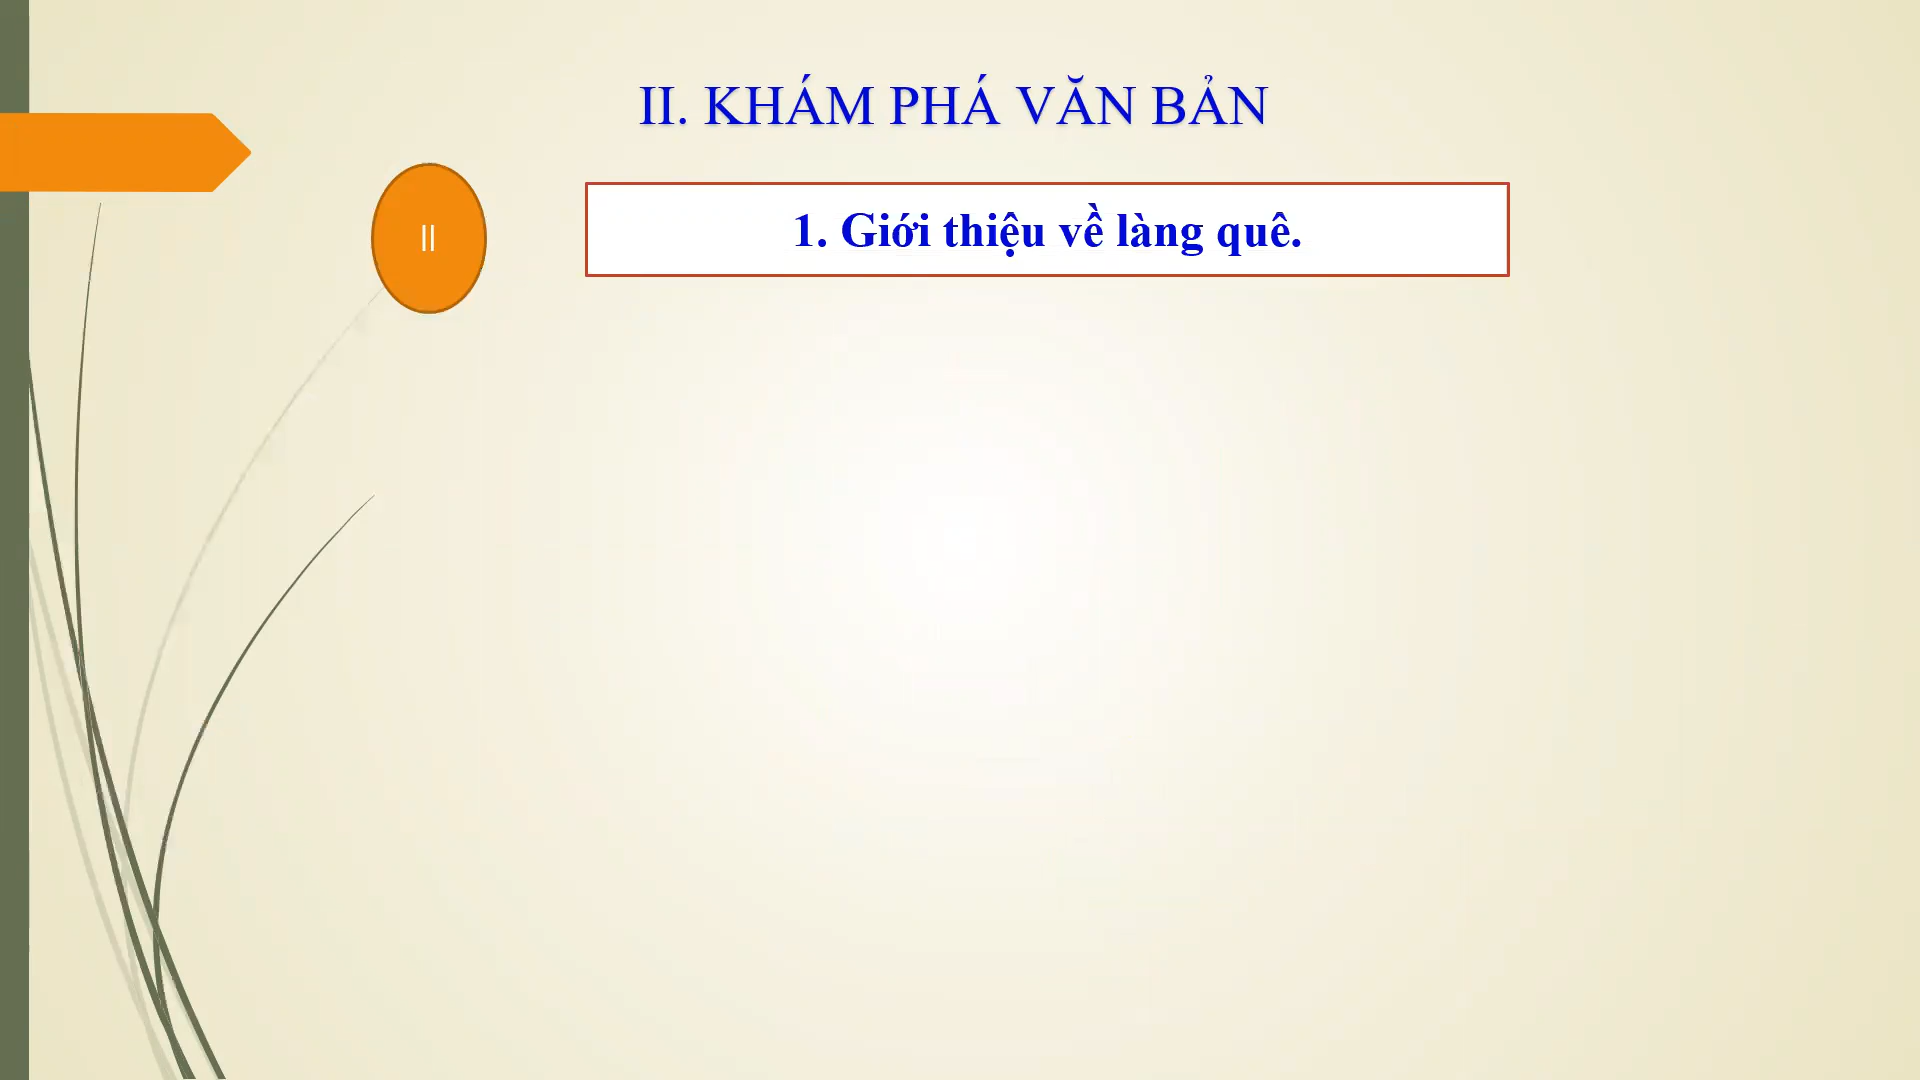 II. KHÁM PHÁ VĂN BẢN
II
1. Giới thiệu về làng quê.